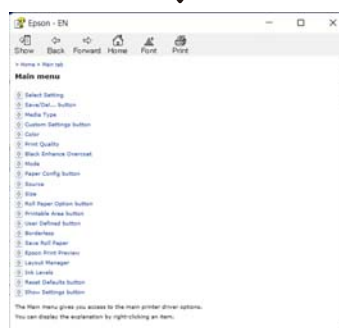 Epson - EN
Show Back Forward Home Font Print
> Home > Main tab
Main menu
Select Setting
Save/Del... button
Media Type
Custom Settings button
Color
Print Quality
Black Enhance Overcoat
Mode
Paper Config button
Source
Size
Roll Paper Option button
Printable Area button
User Defined button
Borderless
Save Roll Paper
Epson Print Preview
Layout Manager
Ink Levels
Reset Defaults button
Show Settings button
The Main menu gives you access to the main printer driver options.
You can display the explanation by right-clicking an item.